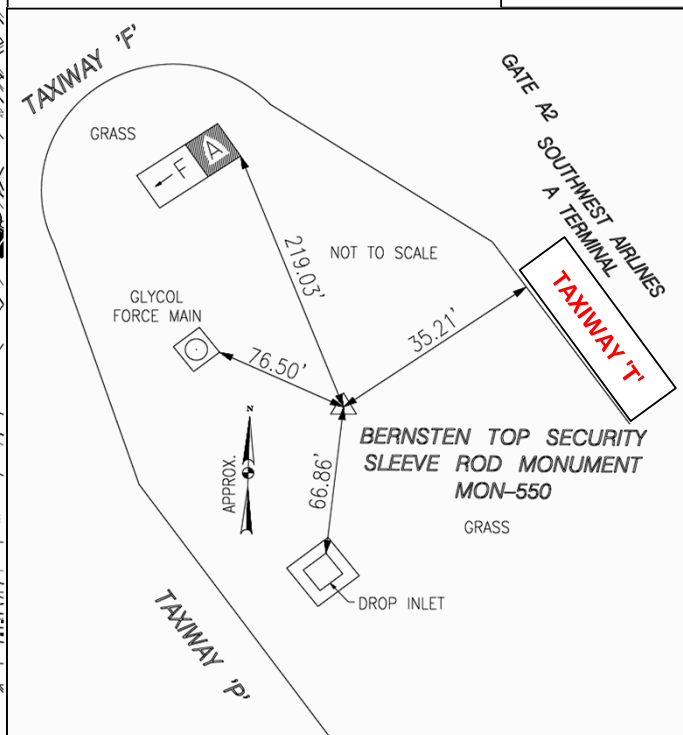 TAXIWAY 'F'
GATE A2 SOUTHWEST AIRLINES
A TERMINAL
GRASS
F A
219.03'
NOT TO SCALE
TAXIWAY 'T'
GLYCOL
FORCE MAIN
35.21'
76.50'
N
APPROX.
BERNSTEN TOP SECURITY
SLEEVE ROD MONUMENT
MON-550
66.86'
GRASS
DROP INLET
TAXIWAY 'P'